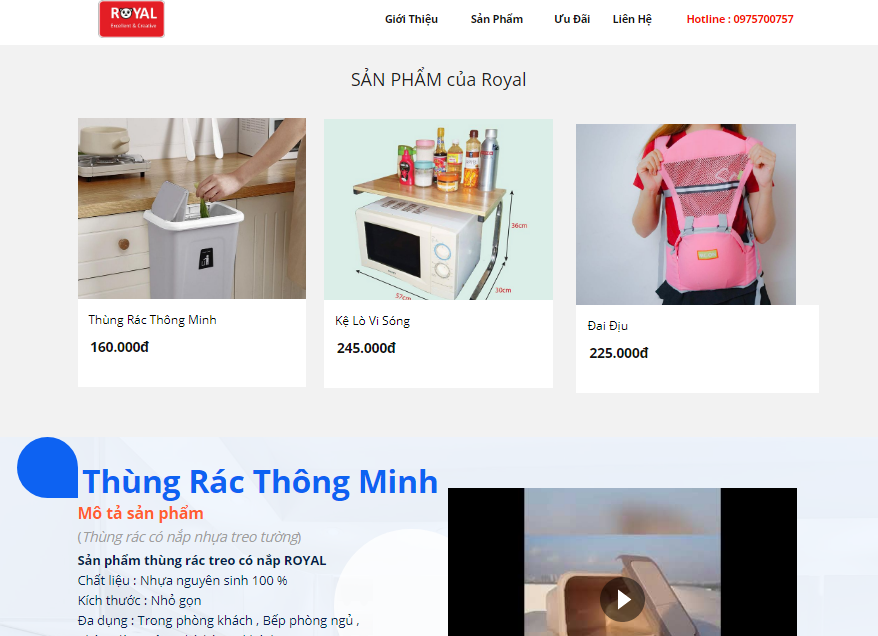 ROYAL
Excellent & Creative
Giới Thiệu
Sản Phẩm
Ưu Đãi
Liên Hệ
Hotline : 0975700757
SẢN PHẨM của Royal
36cm
30cm
Thùng Rác Thông Minh
160.000đ
Kệ Lò Vi Sóng
245.000đ
Đai Địu
225.000đ
Thùng Rác Thông Minh
Mô tả sản phẩm
(Thùng rác có nắp nhựa treo tường)
Sản phẩm thùng rác treo có nắp ROYAL
Chất liệu : Nhựa nguyên sinh 100 %
Kích thước : Nhỏ gọn
Đa dụng : Trong phòng khách , Bếp phòng ngủ ,